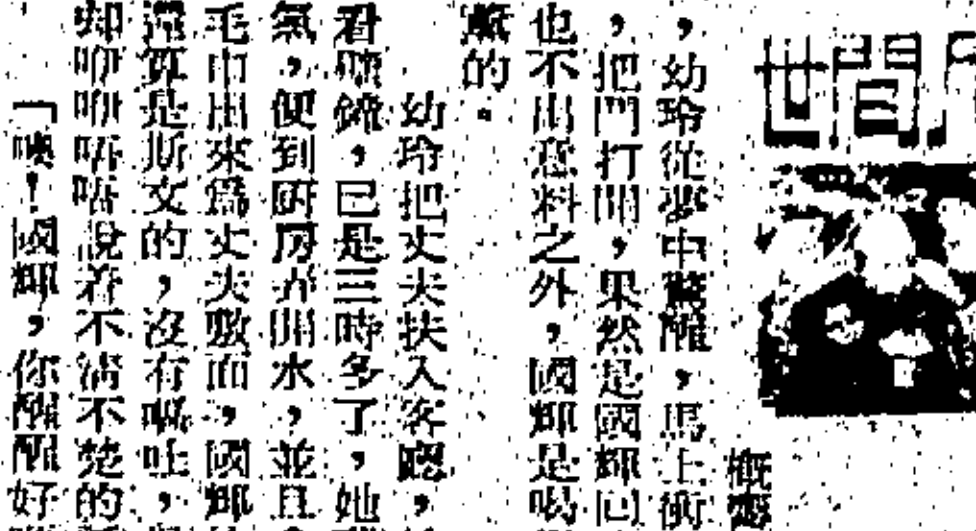 世間
，幼玲從夢中驚醒，馬上衝
，把門打開，果然是國輝回
也不出意料之外，國輝是喝
的。
幼玲把丈夫扶入客廳，
看壁鐘，已是三時多了，她
氣，便到廚房弄開水，並且
毛巾出來爲丈夫敷面，國輝
還算是斯文的，沒有嘔吐，
却咿咿唔唔說着不清不楚的
「噢！國輝，你醒醒好